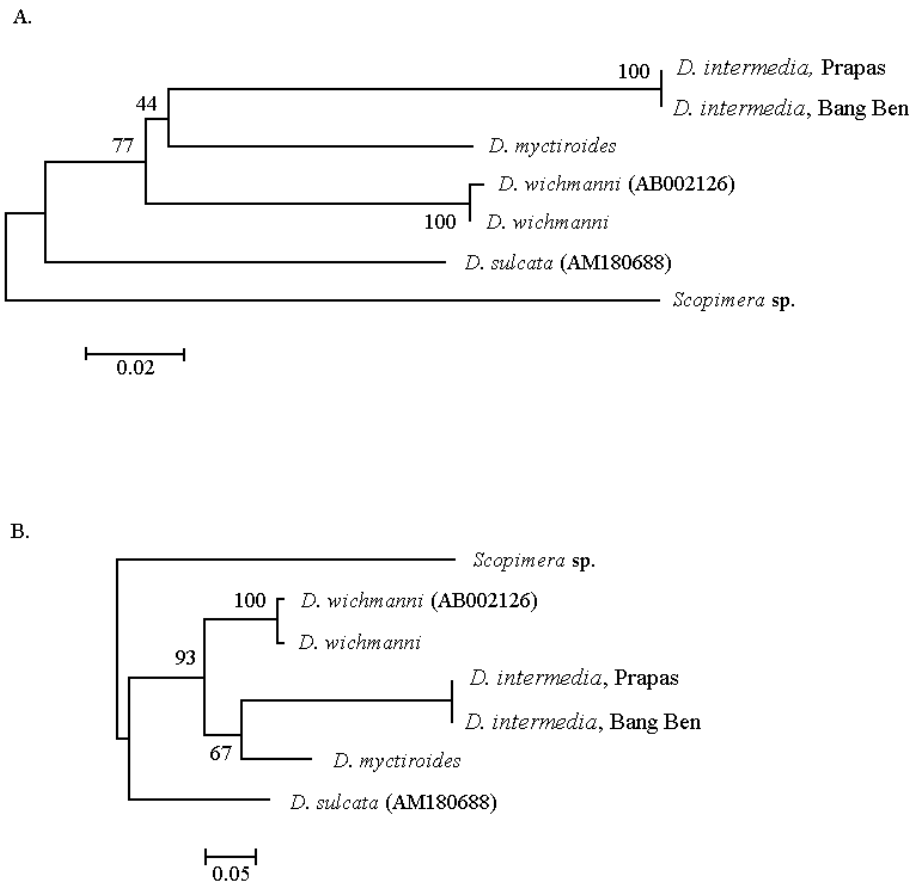 A.
100
D. intermedia, Prapas
44
D. intermedia, Bang Ben
77
D. myctiroides
D. wichmanni (AB002126)
100
D. wichmanni
D. sulcata (AM180688)
Scopimera sp.
0.02
B.
Scopimera sp.
100
D. wichmanni (AB002126)
D. wichmanni
93
D. intermedia, Prapas
D. intermedia, Bang Ben
67
D. myctiroides
D. sulcata (AM180688)
0.05